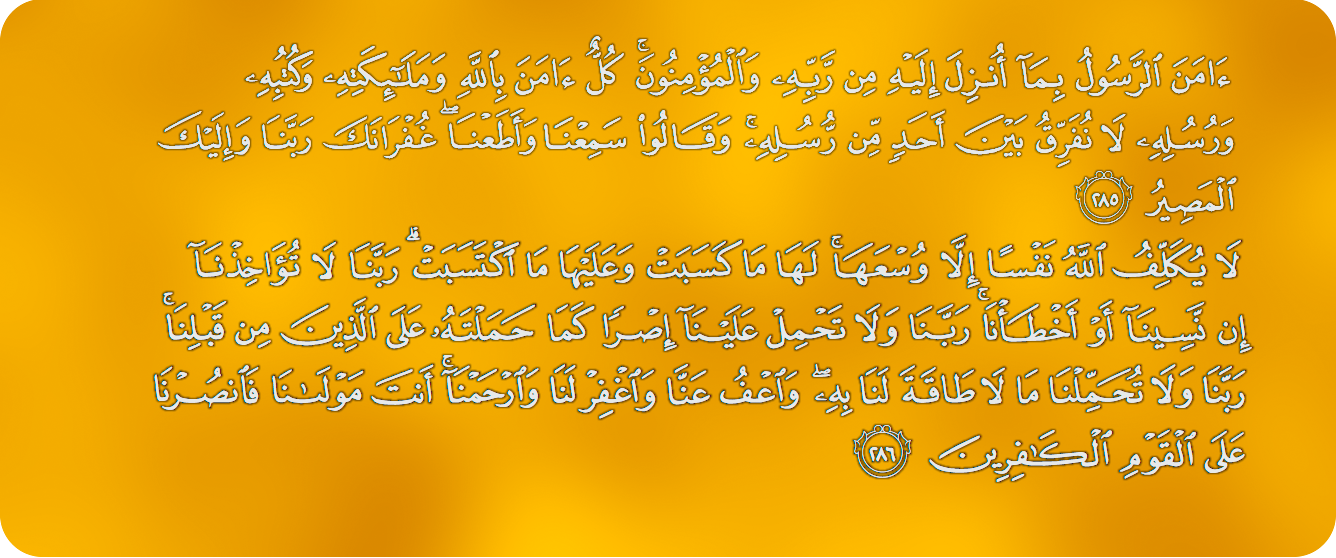 ءَامَنَ ٱلرَّسُولُ بِمَآ أُنزِلَ إِلَيۡهِ مِن رَّبِّهِۦ وَٱلۡمُؤۡمِنُونَۚ كُلٌّ ءَامَنَ بِٱللَّهِ وَمَلَٰٓئِكَتِهِۦ وَكُتُبِهِۦ
وَرُسُلِهِۦ لَا نُفَرِّقُ بَيۡنَ أَحَدٖ مِّن رُّسُلِهِۦۚ وَقَالُواْ سَمِعۡنَا وَأَطَعۡنَاۖ غُفۡرَانَكَ رَبَّنَا وَإِلَيۡكَ
ٱلۡمَصِيرُ ٢٨٥
لَا يُكَلِّفُ ٱللَّهُ نَفۡسًا إِلَّا وُسۡعَهَاۚ لَهَا مَا كَسَبَتۡ وَعَلَيۡهَا مَا ٱكۡتَسَبَتۡۗ رَبَّنَا لَا تُؤَاخِذۡنَآ
إِن نَّسِينَآ أَوۡ أَخۡطَأۡنَاۚ رَبَّنَا وَلَا تَحۡمِلۡ عَلَيۡنَآ إِصۡرٗا كَمَا حَمَلۡتَهُۥ عَلَى ٱلَّذِينَ مِن قَبۡلِنَاۚ
رَبَّنَا وَلَا تُحَمِّلۡنَا مَا لَا طَاقَةَ لَنَا بِهِۦۖ وَٱعۡفُ عَنَّا وَٱغۡفِرۡ لَنَا وَٱرۡحَمۡنَآۚ أَنتَ مَوۡلَىٰنَا فَٱنصُرۡنَا
عَلَى ٱلۡقَوۡمِ ٱلۡكَٰفِرِينَ ٢٨٦